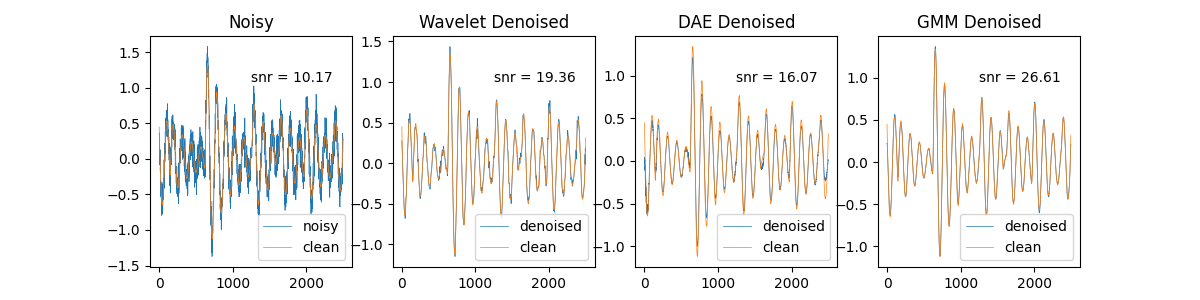 Noisy
Wavelet Denoised
DAE Denoised
GMM Denoised
1.5
1.0
0.5
0.0
−0.5
−1.0
−1.5
snr = 10.17
noisy
clean
0
1000
2000
1.5
1.0
0.5
0.0
−0.5
−1.0
snr = 19.36
denoised
clean
0
1000
2000
1.0
0.5
0.0
−0.5
−1.0
snr = 16.07
denoised
clean
0
1000
2000
1.0
0.5
0.0
−0.5
−1.0
snr = 26.61
denoised
clean
0
1000
2000